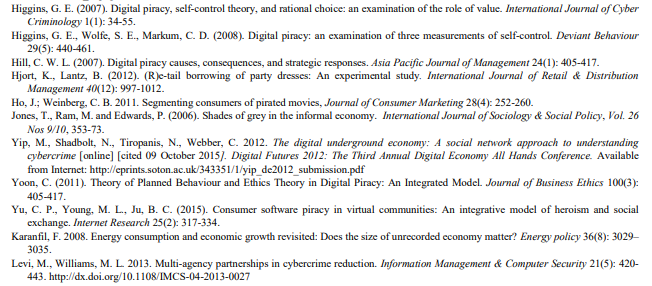 Higgins, G. E. (2007). Digital piracy, self-control theory, and rational choice: an examination of the role of value. International Journal of Cyber
Criminology 1(1): 34-55.
Higgins, G. E., Wolfe, S. E., Markum, C. D. (2008). Digital piracy: an examination of three measurements of self-control. Deviant Behaviour
29(5): 440-461.
Hill, C. W. L. (2007). Digital piracy causes, consequences, and strategic responses. Asia Pacific Journal of Management 24(1): 405-417.
Hjort, K., Lantz, B. (2012). (R)e-tail borrowing of party dresses: An experimental study. International Journal of Retail & Distribution
Management 40(12): 997-1012.
Ho, J.; Weinberg, C. B. 2011. Segmenting consumers of pirated movies, Journal of Consumer Marketing 28(4): 252-260.
Jones, T., Ram, M. and Edwards, P. (2006). Shades of grey in the informal economy. International Journal of Sociology & Social Policy, Vol. 26
Nos 9/10, 353-73.
Yip, M., Shadbolt, N., Tiropanis, N., Webber, C. 2012. The digital underground economy: A social network approach to understanding
cybercrime [online] [cited 09 October 2015]. Digital Futures 2012: The Third Annual Digital Economy All Hands Conference. Available
from Internet: http://eprints.soton.ac.uk/343351/1/yip_de2012_submission.pdf
Yoon, C. (2011). Theory of Planned Behaviour and Ethics Theory in Digital Piracy: An Integrated Model. Journal of Business Ethics 100(3):
405-417.
Yu, C. P., Young, M. L., Ju, B. C. (2015). Consumer software piracy in virtual communities: An integrative model of heroism and social
exchange. Internet Research 25(2): 317-334.
Karanfil, F. 2008. Energy consumption and economic growth revisited: Does the size of unrecorded economy matter? Energy policy 36(8): 3029–
3035.
Levi, M., Williams, M. L. 2013. Multi-agency partnerships in cybercrime reduction. Information Management & Computer Security 21(5): 420-
443. http://dx.doi.org/10.1108/IMCS-04-2013-0027